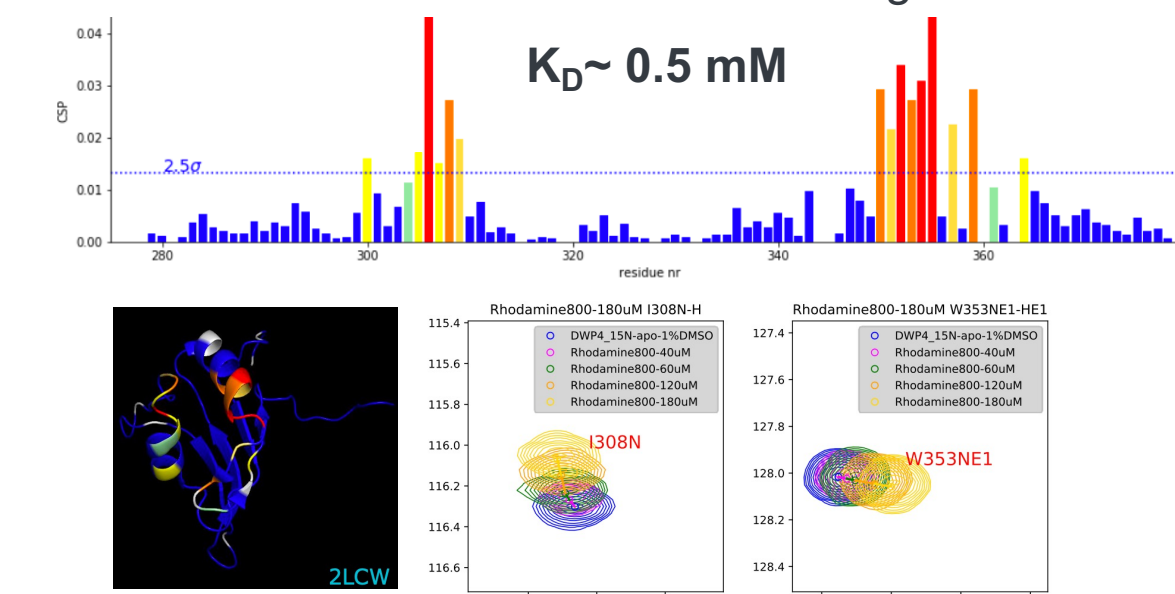 g
0.04
K_D~ 0.5 mM
0.03
CSP
0.02
2.5σ
0.01
0.00
280 300 320 340 360
residue nr
Rhodamine800-180uM I308N-H
115.4
DWP4_15N-apo-1%DMSO
Rhodamine800-40uM
115.6
Rhodamine800-60uM
Rhodamine800-120uM
115.8
Rhodamine800-180uM
116.0
I308N
116.2
116.4
116.6
Rhodamine800-180uM W353NE1-HE1
127.4
DWP4_15N-apo-1%DMSO
Rhodamine800-40uM
127.6
Rhodamine800-60uM
Rhodamine800-120uM
Rhodamine800-180uM
127.8
W353NE1
128.0
128.2
128.4
2LCW